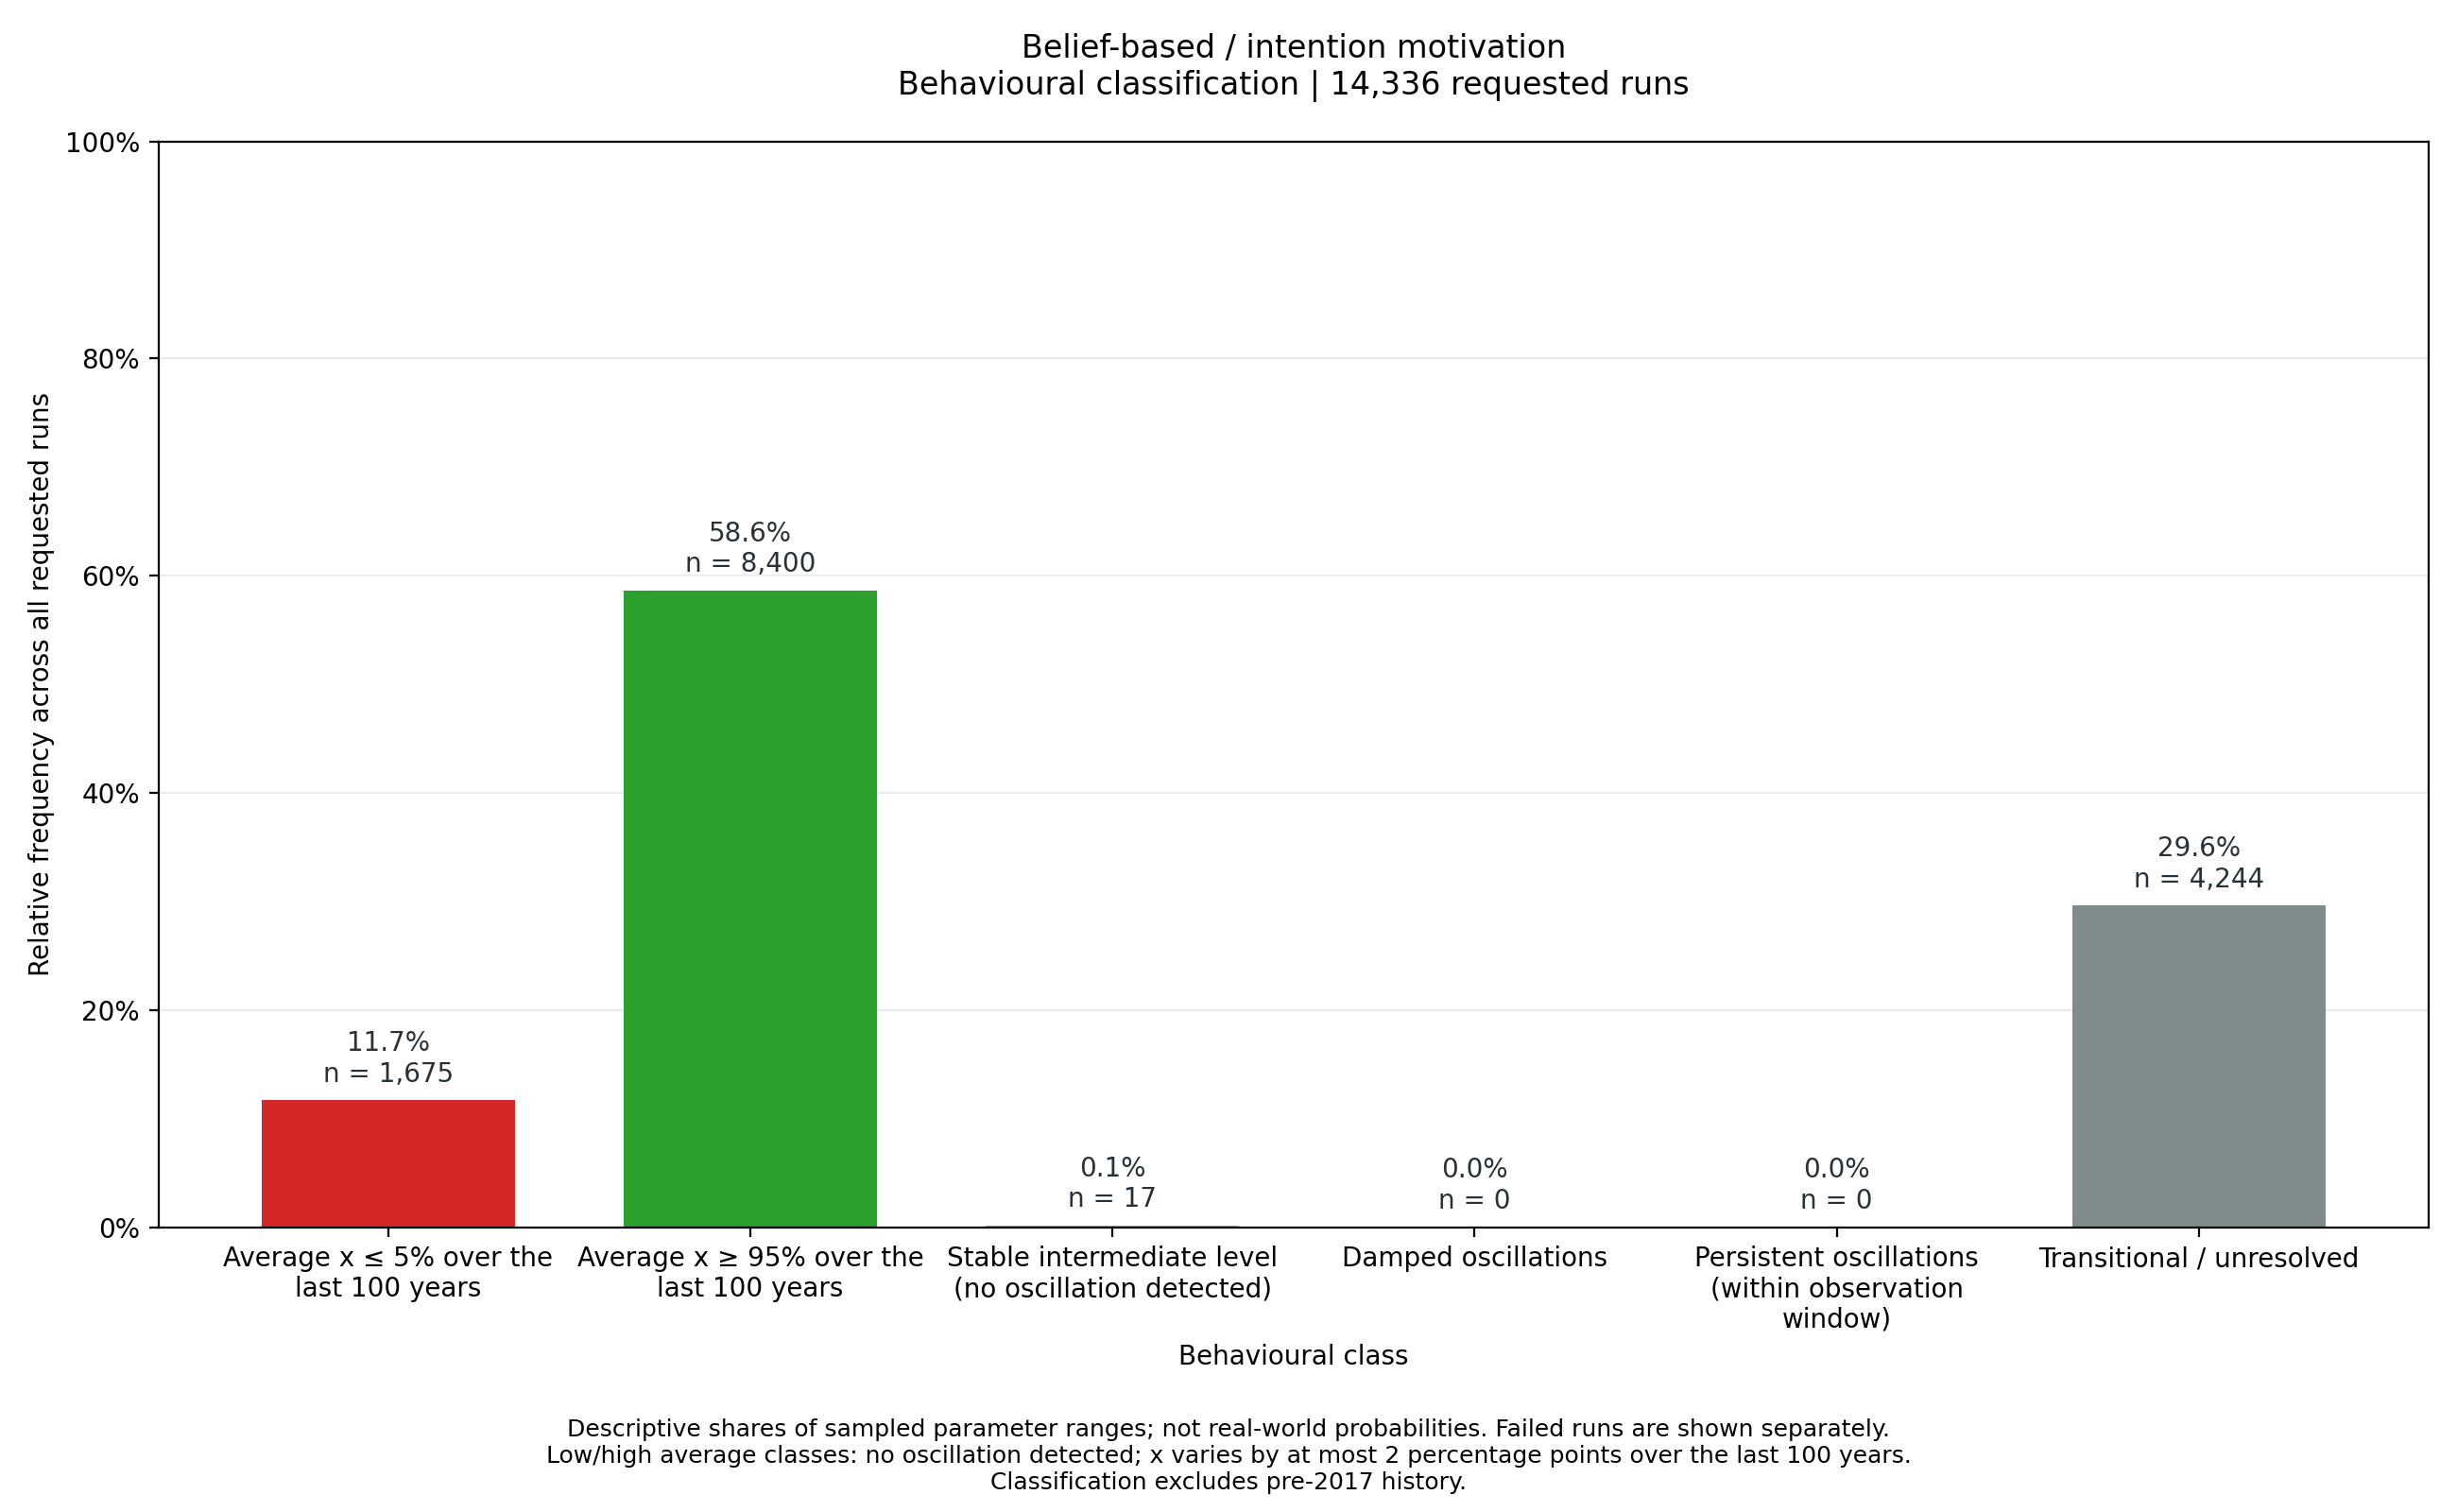 Belief-based / intention motivation
Behavioural classification | 14,336 requested runs
Relative frequency across all requested runs
100%
80%
60%
40%
20%
0%
11.7%
n = 1,675
58.6%
n = 8,400
0.1%
n = 17
0.0%
n = 0
0.0%
n = 0
29.6%
n = 4,244
Average x ≤ 5% over the
last 100 years
Average x ≥ 95% over the
last 100 years
Stable intermediate level
(no oscillation detected)
Damped oscillations
Persistent oscillations
(within observation
window)
Transitional / unresolved
Behavioural class
Descriptive shares of sampled parameter ranges; not real-world probabilities. Failed runs are shown separately.
Low/high average classes: no oscillation detected; x varies by at most 2 percentage points over the last 100 years.
Classification excludes pre-2017 history.